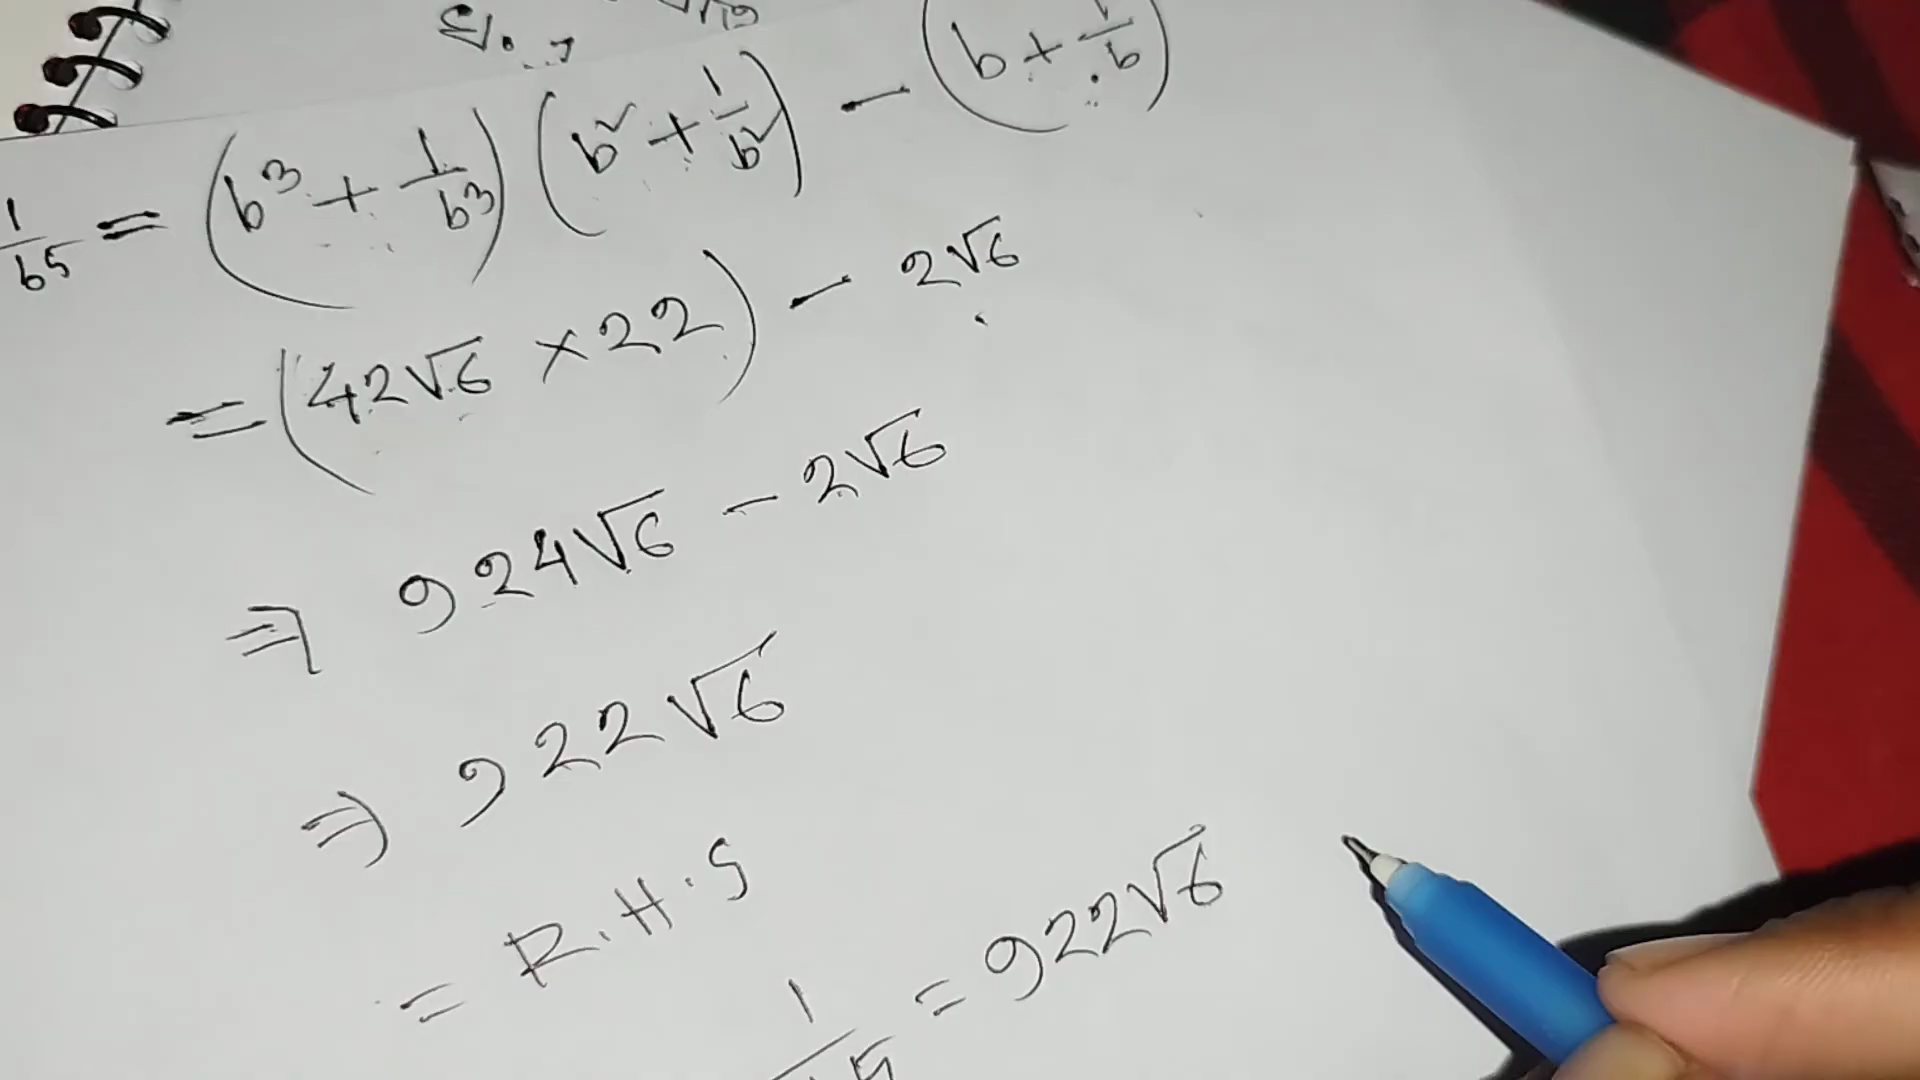 1/b⁵ = (b³ + 1/b³) (b² + 1/b²) − (b + 1/b)
= (42√6 × 22) − 2√6
⇒ 924√6 − 2√6
⇒ 922√6
= R.H.S
1/ 5 = 922√6